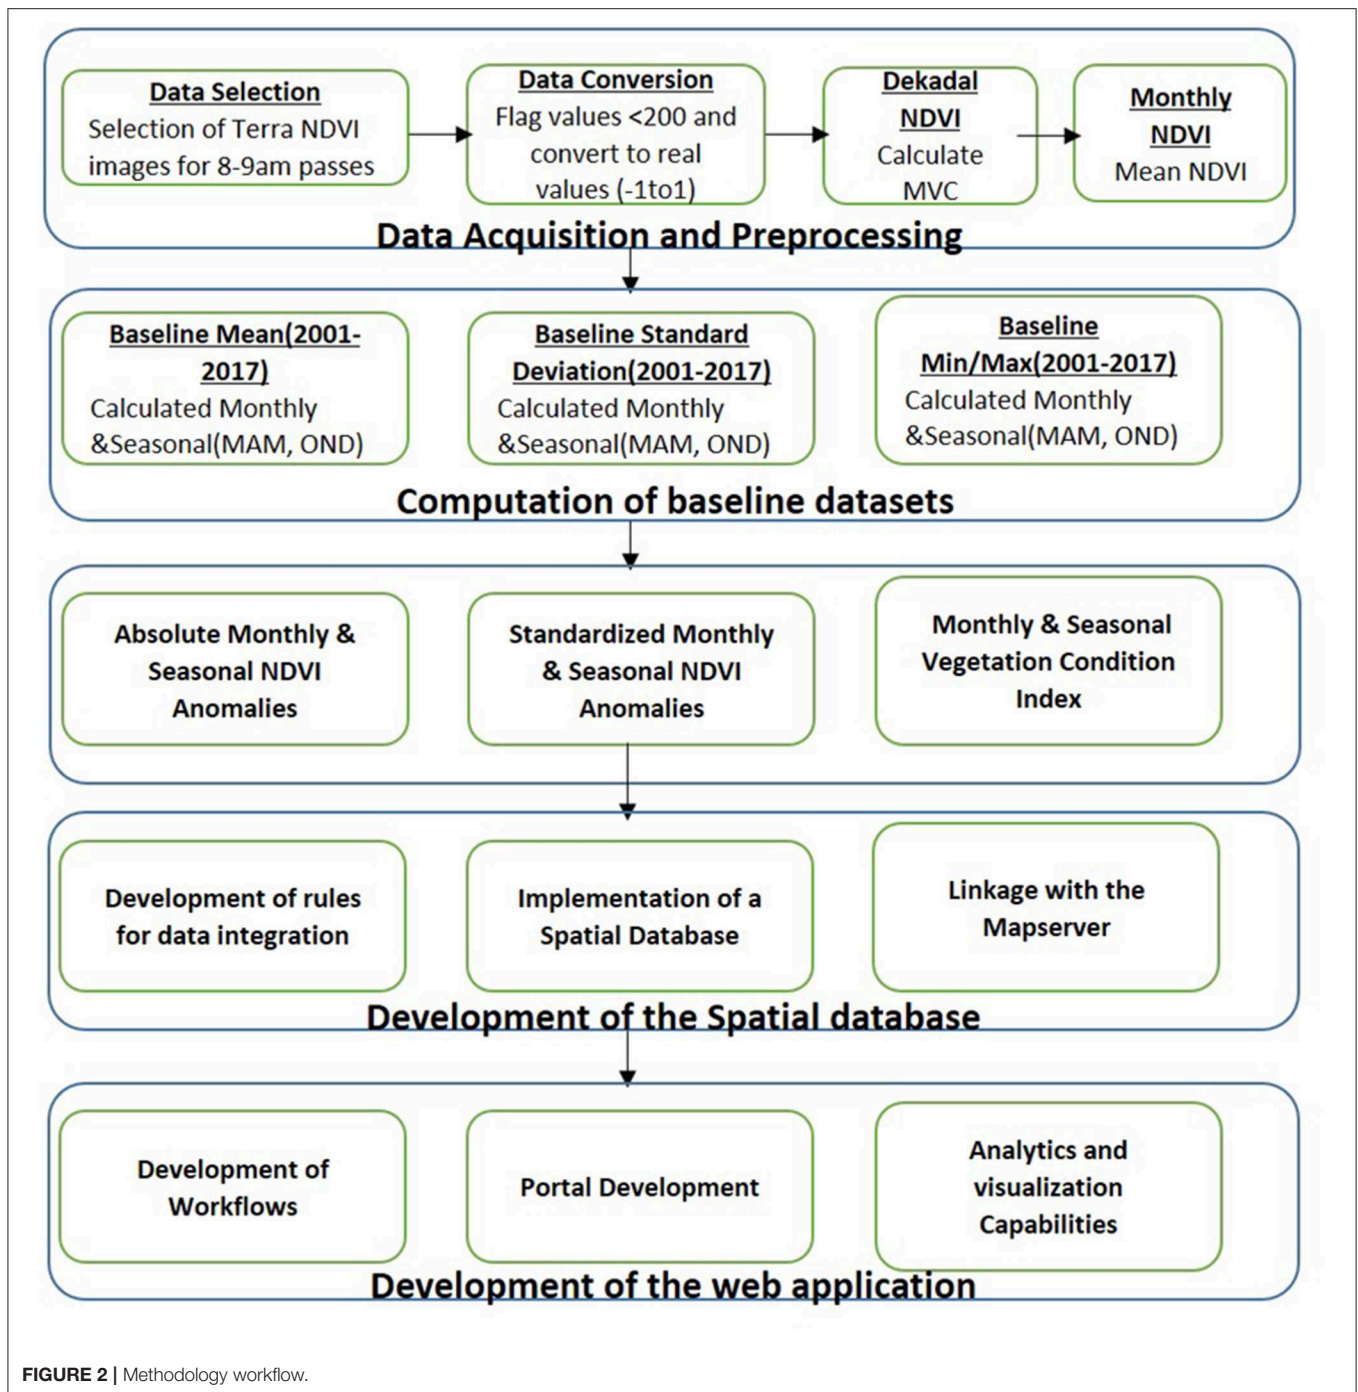 Data Selection
Selection of Terra NDVI
images for 8-9am passes
Data Conversion
Flag values <200 and
convert to real
values (-1to1)
Dekadal
NDVI
Calculate
MVC
Monthly
NDVI
Mean NDVI
Data Acquisition and Preprocessing
Baseline Mean(2001-
2017)
Calculated Monthly
&Seasonal(MAM, OND)
Baseline Standard
Deviation(2001-2017)
Calculated Monthly
&Seasonal(MAM, OND)
Baseline
Min/Max(2001-2017)
Calculated Monthly
&Seasonal(MAM, OND)
Computation of baseline datasets
Absolute Monthly &
Seasonal NDVI
Anomalies
Standardized Monthly
& Seasonal NDVI
Anomalies
Monthly & Seasonal
Vegetation Condition
Index
Development of rules
for data integration
Implementation of a
Spatial Database
Linkage with the
Mapserver
Development of the Spatial database
Development of
Workflows
Portal Development
Analytics and
visualization
Capabilities
Development of the web application
FIGURE 2 | Methodology workflow.